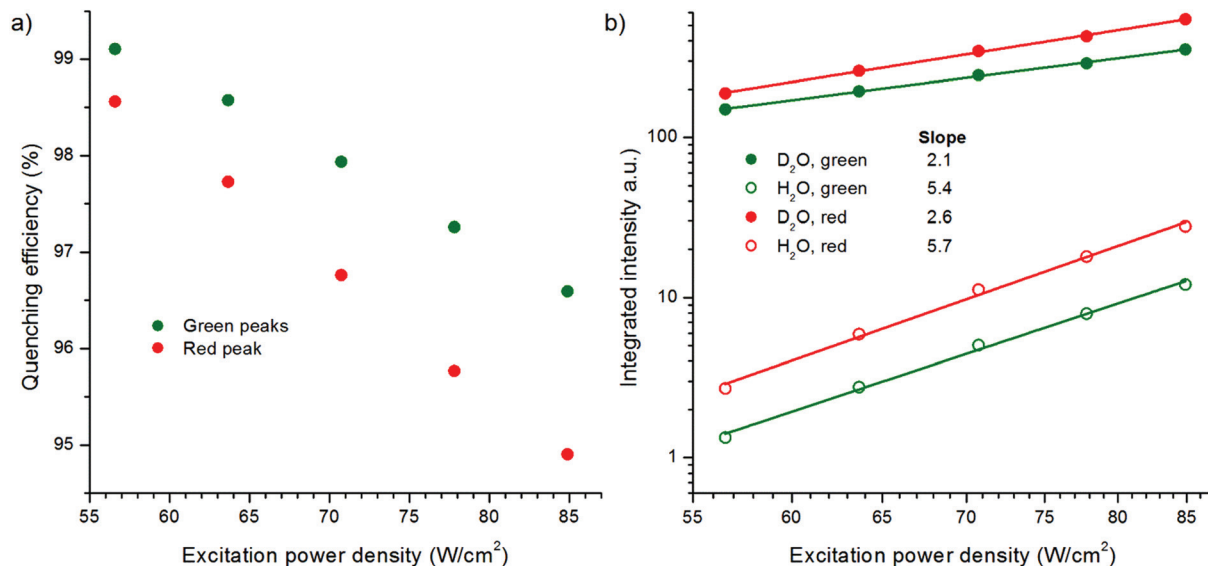 a)
Quenching efficiency (%)
99
98
97
96
95
Green peaks
Red peak
55 60 65 70 75 80 85
Excitation power density (W/cm²)
b)
Integrated intensity a.u.)
100
10
1
Slope
D₂O, green 2.1
H₂O, green 5.4
D₂O, red 2.6
H₂O, red 5.7
55 60 65 70 75 80 85
Excitation power density (W/cm²)